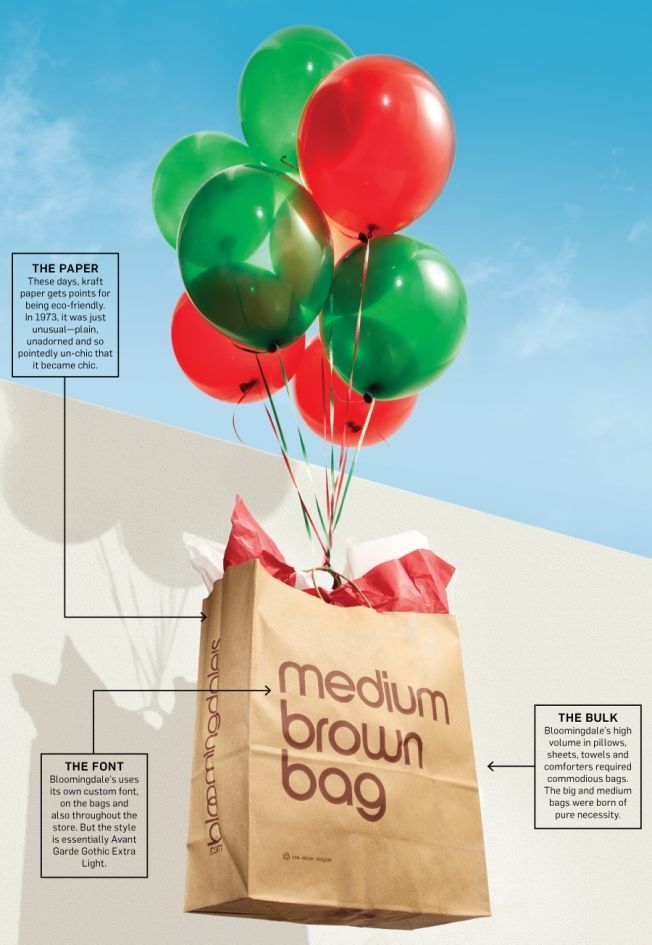 THE PAPER
These days, kraft
paper gets points for
being eco-friendly.
In 1973, it was just
unusual—plain,
unadorned and so
pointedly un-chic that
it became chic.
bloomingdale's
medium
brown
bag
THE FONT
Bloomingdale's uses
its own custom font,
on the bags and
also throughout the
store. But the style
is essentially Avant
Garde Gothic Extra
Light.
THE BULK
Bloomingdale's high
volume in pillows,
sheets, towels and
comforters required
commodious bags.
The big and medium
bags were born of
pure necessity.